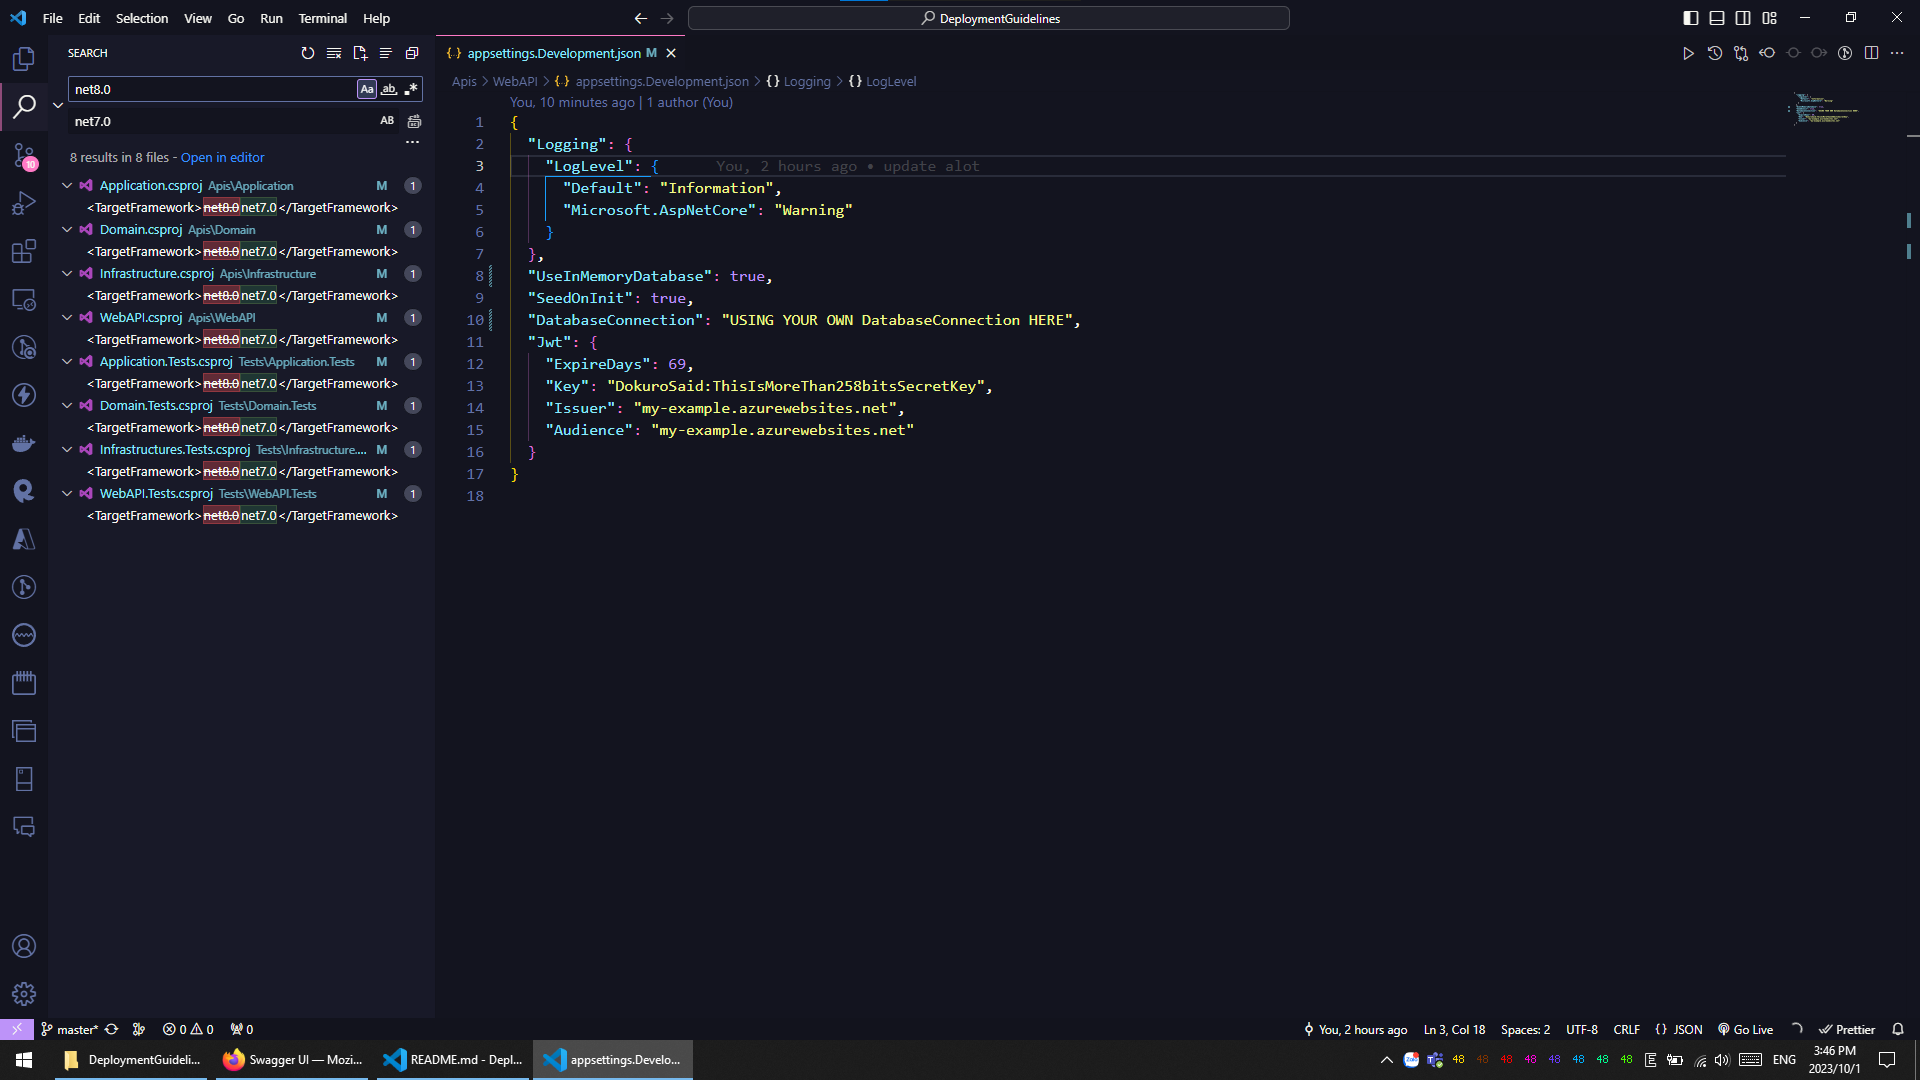 File Edit Selection View Go Run Terminal Help
DeploymentGuidelines
SEARCH
net8.0
Aa ab .*
net7.0
AB
8 results in 8 files - Open in editor
Application.csproj Apis\Application M 1
<TargetFramework>net8.0net7.0</TargetFramework>
Domain.csproj Apis\Domain M 1
<TargetFramework>net8.0net7.0</TargetFramework>
Infrastructure.csproj Apis\Infrastructure M 1
<TargetFramework>net8.0net7.0</TargetFramework>
WebAPI.csproj Apis\WebAPI M 1
<TargetFramework>net8.0net7.0</TargetFramework>
Application.Tests.csproj Tests\Application.Tests M 1
<TargetFramework>net8.0net7.0</TargetFramework>
Domain.Tests.csproj Tests\Domain.Tests M 1
<TargetFramework>net8.0net7.0</TargetFramework>
Infrastructures.Tests.csproj Tests\Infrastructure.... M 1
<TargetFramework>net8.0net7.0</TargetFramework>
WebAPI.Tests.csproj Tests\WebAPI.Tests M 1
<TargetFramework>net8.0net7.0</TargetFramework>
10
{..} appsettings.Development.json M
Apis > WebAPI > {..} appsettings.Development.json > {} Logging > {} LogLevel
You, 10 minutes ago | 1 author (You)
1 {
2 "Logging": {
3 "LogLevel": { You, 2 hours ago • update alot
4 "Default": "Information",
5 "Microsoft.AspNetCore": "Warning"
6 }
7 },
8 "UseInMemoryDatabase": true,
9 "SeedOnInit": true,
10 "DatabaseConnection": "USING YOUR OWN DatabaseConnection HERE",
11 "Jwt": {
12 "ExpireDays": 69,
13 "Key": "DokuroSaid:ThisIsMoreThan258bitsSecretKey",
14 "Issuer": "my-example.azurewebsites.net",
15 "Audience": "my-example.azurewebsites.net"
16 }
17 }
18
master* 0 0 0
You, 2 hours ago Ln 3, Col 18 Spaces: 2 UTF-8 CRLF {} JSON Go Live Prettier
DeploymentGuideli... Swagger UI — Mozi... README.md - Depl... appsettings.Develo...
48 48 48 48 48 48 48 48 ENG
3:46 PM
2023/10/1